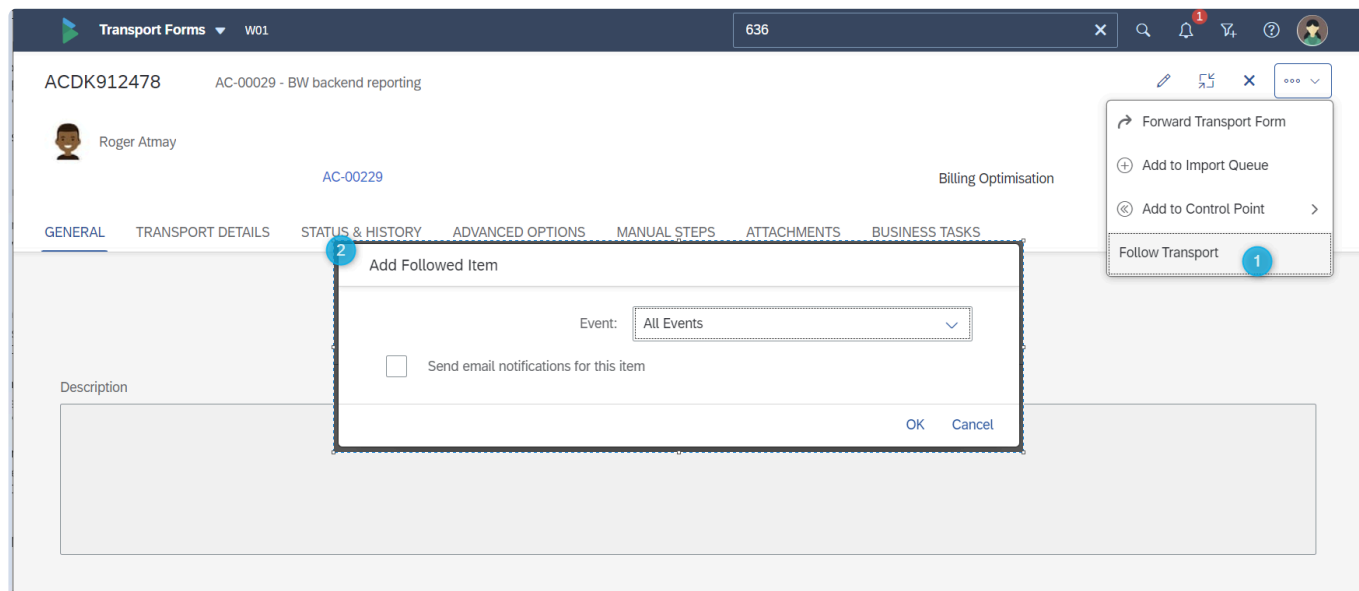 Transport Forms W01 636
1
ACDK912478 AC-00029 - BW backend reporting
Forward Transport Form
Roger Atmay
Add to Import Queue
AC-00229 Billing Optimisation
Add to Control Point
GENERAL TRANSPORT DETAILS STATUS & HISTORY ADVANCED OPTIONS MANUAL STEPS ATTACHMENTS BUSINESS TASKS
Follow Transport 1
2
Add Followed Item
Event: All Events
Send email notifications for this item
Description
OK Cancel